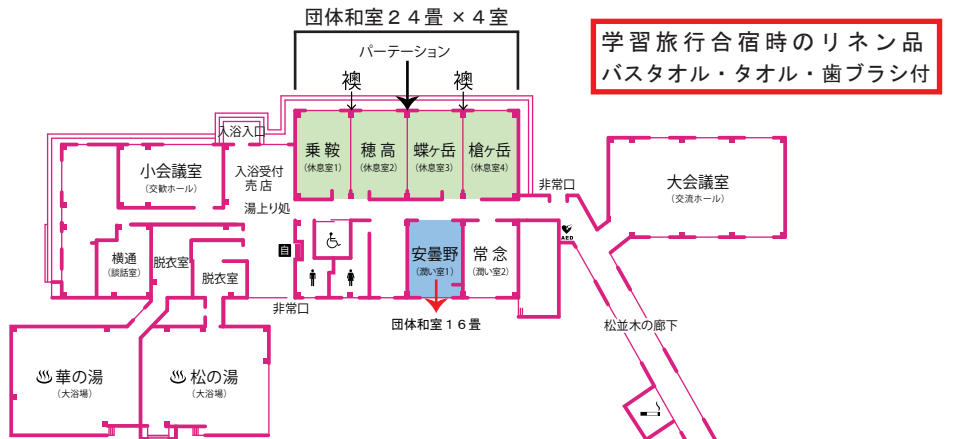 団体和室２４畳 ×４室
学習旅行合宿時のリネン品
バスタオル・タオル・歯ブラシ付
パーテーション
襖
襖
入浴入口
小会議室
（交歓ホール）
入浴受付
売店
湯上り処
乗鞍
（休息室1）
穂高
（休息室2）
蝶ヶ岳
（休息室3）
槍ヶ岳
（休息室4）
非常口
大会議室
（交流ホール）
AED
横通
（談話室）
脱衣室
脱衣室
自
安曇野
（潤い室1）
常念
（潤い室2）
非常口
団体和室１６畳
松並木の廊下
華の湯
（大浴場）
松の湯
（大浴場）